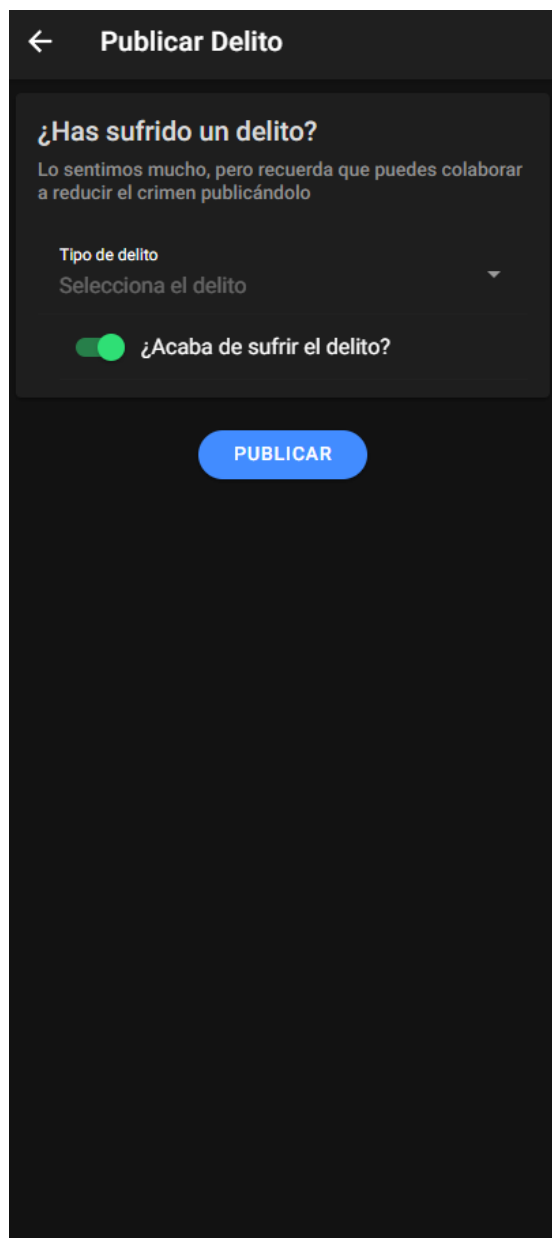 Publicar Delito
¿Has sufrido un delito?
Lo sentimos mucho, pero recuerda que puedes colaborar
a reducir el crimen publicándolo
Tipo de delito
Selecciona el delito
¿Acaba de sufrir el delito?
PUBLICAR